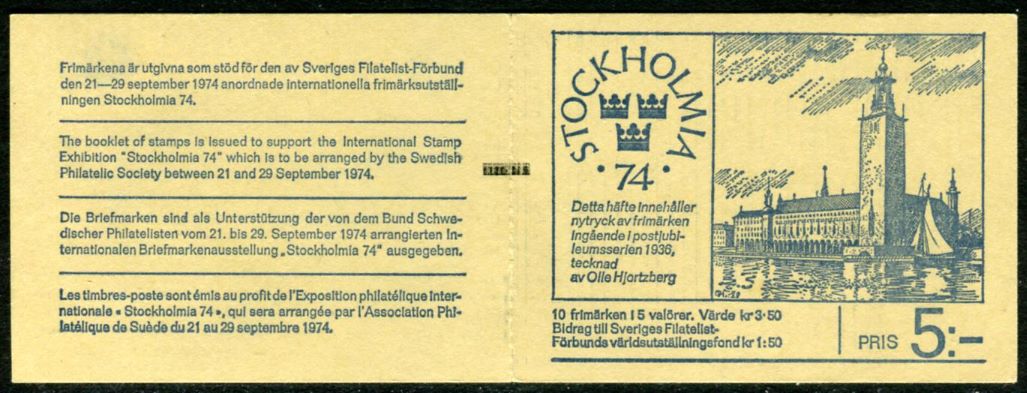 Frimärkena är utgivna som stöd för den av Sveriges Filatelist-Förbund
den 21—29 september 1974 anordnade internationella frimärksutställ-
ningen Stockholmia 74.
The booklet of stamps is issued to support the International Stamp
Exhibition "Stockholmia 74" which is to be arranged by the Swedish
Philatelic Society between 21 and 29 September 1974.
Die Briefmarken sind als Unterstützung der von dem Bund Schwe-
discher Philatelisten vom 21. bis 29. September 1974 arrangierten In-
ternationalen Briefmarkenausstellung „Stockholmia 74" ausgegeben.
Les timbres-poste sont émis au profit de l'Exposition philatélique Inter-
nationale « Stockholmia 74 », qui sera arrangée par l'Association Phi-
latélique de Suède du 21 au 29 septembre 1974.
• STOCKHOLMIA •
74
Detta häfte innehåller
nytryck av frimärken
ingående i postjubi-
leumsserien 1936,
tecknad
av Olle Hjortzberg
10 frimärken i 5 valörer. Värde kr 3·50
Bidrag till Sveriges Filatelist-
Förbunds världsutställningsfond kr 1:50
PRIS 5:-